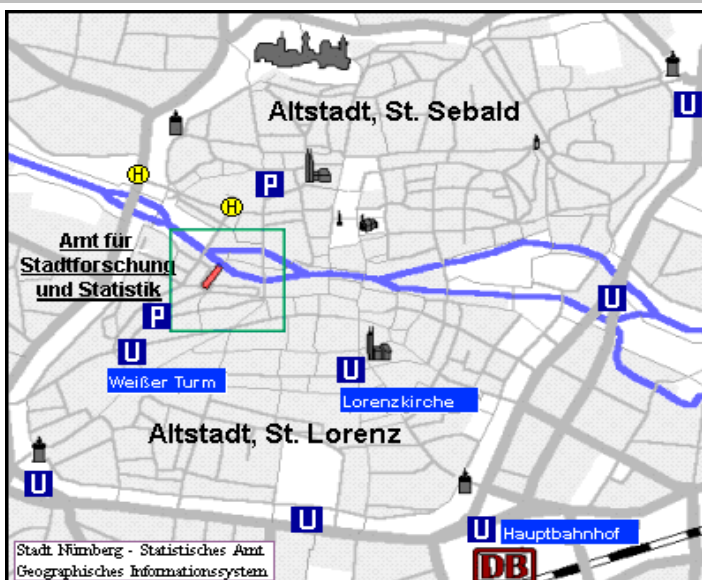 Altstadt, St. Sebald
U
H
P
H
Amt für
Stadtforschung
und Statistik
P
U
U
Weißer Turm
U
Lorenzkirche
Altstadt, St. Lorenz
U
U
U
Hauptbahnhof
DB
Stadt Nürnberg - Statistisches Amt
Geographisches Informationssystem